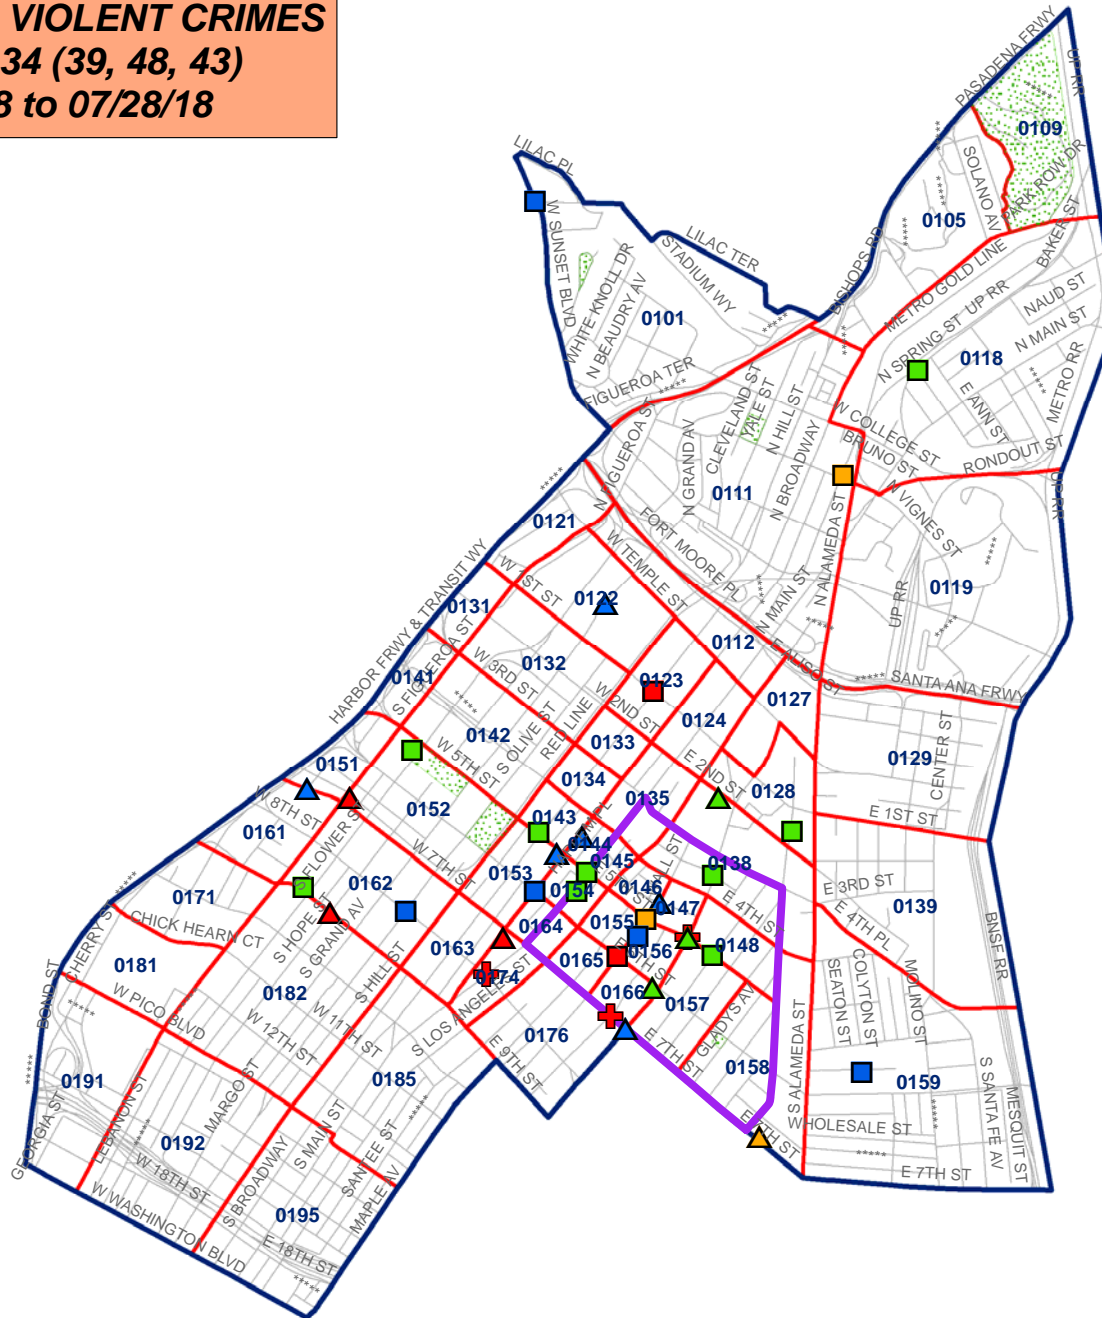 VIOLENT CRIMES
34 (39, 48, 43)
8 to 07/28/18
PASADENA FRWY
UP RR
*****
0109
LILAC PL
*****
SOLANO AV
PARK ROW DR
*****
0105
*****
BAKER ST
W SUNSET BLVD
LILAC TER
STADIUM WY
BISHOPS RD
METRO GOLD LINE
WHITE KNOLL DR
N BEAUDRY AV
UP RR
NAUD ST
0101
*****
*****
N SPRING ST
N MAIN ST
0118
FIGUEROA TER
*****
CLEVELAND ST
YALE ST
N HILL ST
*****
METRO RR
E ANN ST
N FIGUEROA ST
N GRAND AV
N BROADWAY
W COLLEGE ST
BRUNO ST
RONDOUT ST
*****
0111
UP RR
0121
FORT MOORE PL
N ALAMEDA ST
N VIGNES ST
*****
HARBOR FRWY & TRANSIT WY
W 1ST ST
W TEMPLE ST
0122
*****
N MAIN ST
UP RR
0119
0131
*****
*****
S FIGUEROA ST
0112
E ALISO ST
0141
0132
W 3RD ST
0123
*****
SANTA ANA FRWY
*****
W 2ND ST
0127
0124
S OLIVE ST
RED LINE
0142
0133
CENTER ST
W 5TH ST
E 2ND ST
0129
0151
0134
0128
W 8TH ST
0152
0135
E 1ST ST
0161
S FLOWER ST
0143
0144
W 7TH ST
0145
0138
0153
0154
0146
0162
0147
E 4TH ST
E 3RD ST
E 4TH PL
0139
*****
0171
CHERRY ST
CHICK HEARN CT
S HOPE ST
S GRAND AV
0164
0155
0163
0156
0148
BNSF RR
0181
S HILL ST
0174
0165
SEATON ST
COLYTON ST
MOLINO ST
BOND ST
0182
0166
0157
GLADYS AV
*****
W PICO BLVD
W 12TH ST
W 11TH ST
S LOS ANGELES ST
0176
E 9TH ST
E 7TH ST
0158
S ALAMEDA ST
*****
0191
0185
0159
S SANTA FE AV
MESQUIT ST
GEORGIA ST
LEBANON ST
MARGO ST
*****
*****
WHOLESALE ST
*****
0192
S MAIN ST
E 7TH ST
*****
W 18TH ST
SANTEE ST
MAPLE AV
E 7TH ST
W WASHINGTON BLVD
S BROADWAY
0195
E 18TH ST
*****